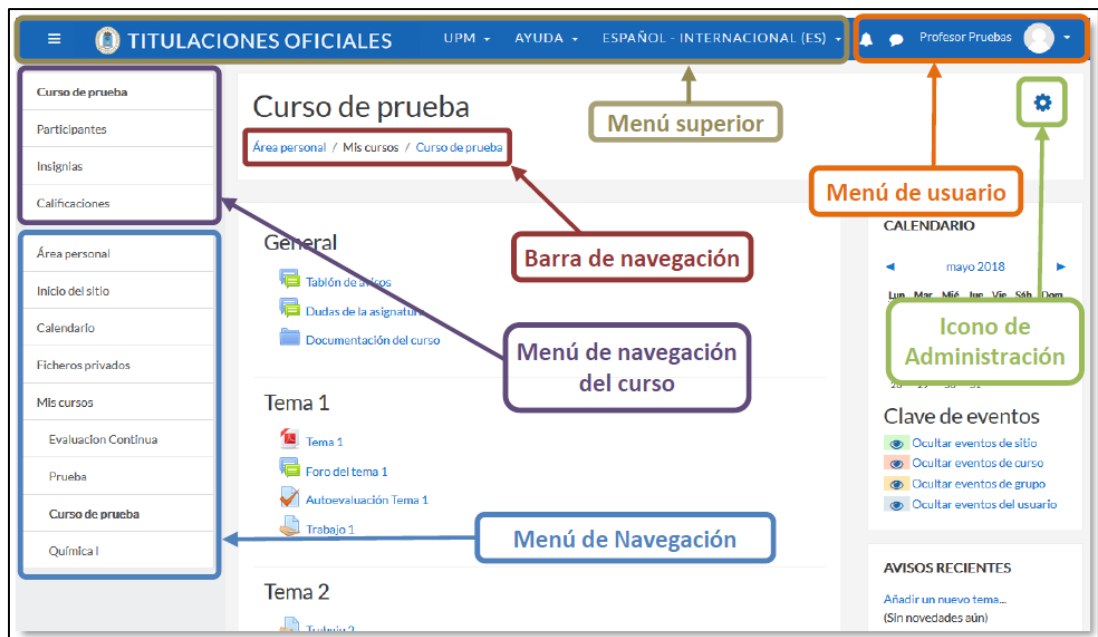 TITULACIONES OFICIALES UPM AYUDA ESPAÑOL - INTERNACIONAL (ES) Profesor Pruebas
Curso de prueba
Participantes
Insignias
Calificaciones
Área personal
Inicio del sitio
Calendario
Ficheros privados
Mis cursos
Evaluacion Continua
Prueba
Curso de prueba
Química I
Curso de prueba
Área personal / Mis cursos / Curso de prueba
Menú superior
Menú de usuario
Barra de navegación
Icono de
Administración
Menú de navegación
del curso
Menú de Navegación
General
Tablón de avisos
Dudas de la asignatura
Documentación del curso
Tema 1
Tema 1
Foro del tema 1
Autoevaluación Tema 1
Trabajo 1
Tema 2
CALENDARIO
mayo 2018
Lun Mar Mié Jue Vie Sáb Dom
Clave de eventos
Ocultar eventos de sitio
Ocultar eventos de curso
Ocultar eventos de grupo
Ocultar eventos del usuario
AVISOS RECIENTES
Añadir un nuevo tema...
(Sin novedades aún)